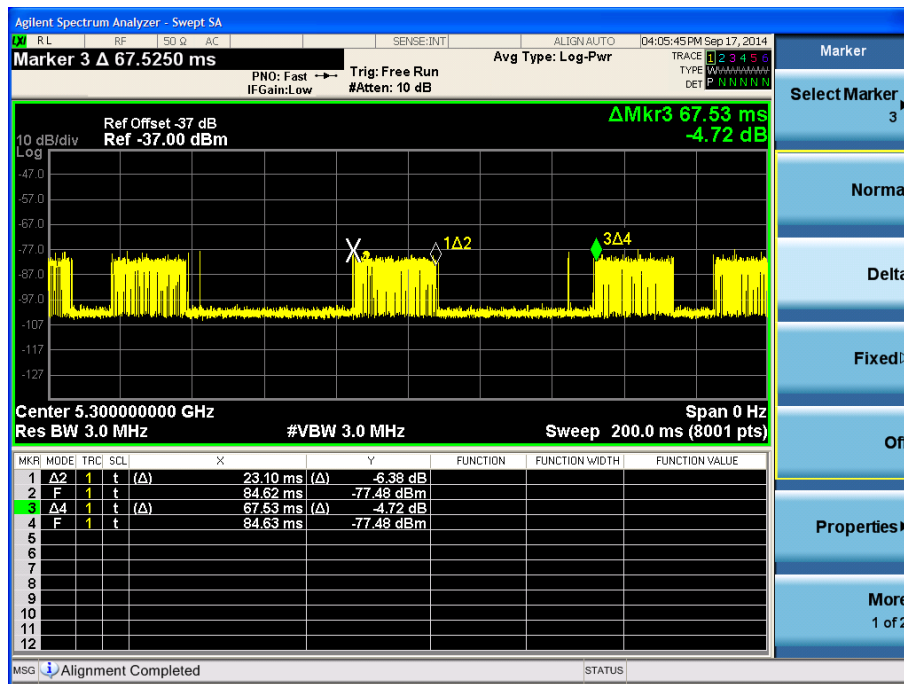 Agilent Spectrum Analyzer - Swept SA
LXI RL RF 50 Ω AC SENSE:INT ALIGN AUTO 04:05:45 PM Sep 17, 2014
Marker 3 Δ 67.5250 ms
PNO: Fast
IFGain:Low
Trig: Free Run
#Atten: 10 dB
Avg Type: Log-Pwr
TRACE 1 2 3 4 5 6
TYPE WWWWWW
DET P N N N N N
ΔMkr3 67.53 ms
-4.72 dB
Ref Offset -37 dB
10 dB/div Ref -37.00 dBm
Log
-47.0
-57.0
-67.0
-77.0
-87.0
-97.0
-107
-117
-127
X 2 1Δ2 3Δ4
Center 5.300000000 GHz Span 0 Hz
Res BW 3.0 MHz #VBW 3.0 MHz Sweep 200.0 ms (8001 pts)
MKR MODE TRC SCL X Y FUNCTION FUNCTION WIDTH FUNCTION VALUE
1 Δ2 1 t (Δ) 23.10 ms (Δ) -6.38 dB
2 F 1 t 84.62 ms -77.48 dBm
3 Δ4 1 t (Δ) 67.53 ms (Δ) -4.72 dB
4 F 1 t 84.63 ms -77.48 dBm
5
6
7
8
9
10
11
12
MSG Alignment Completed STATUS
Marker
Select Marker
3
Norma
Delta
Fixed
Of
Properties
More
1 of 2